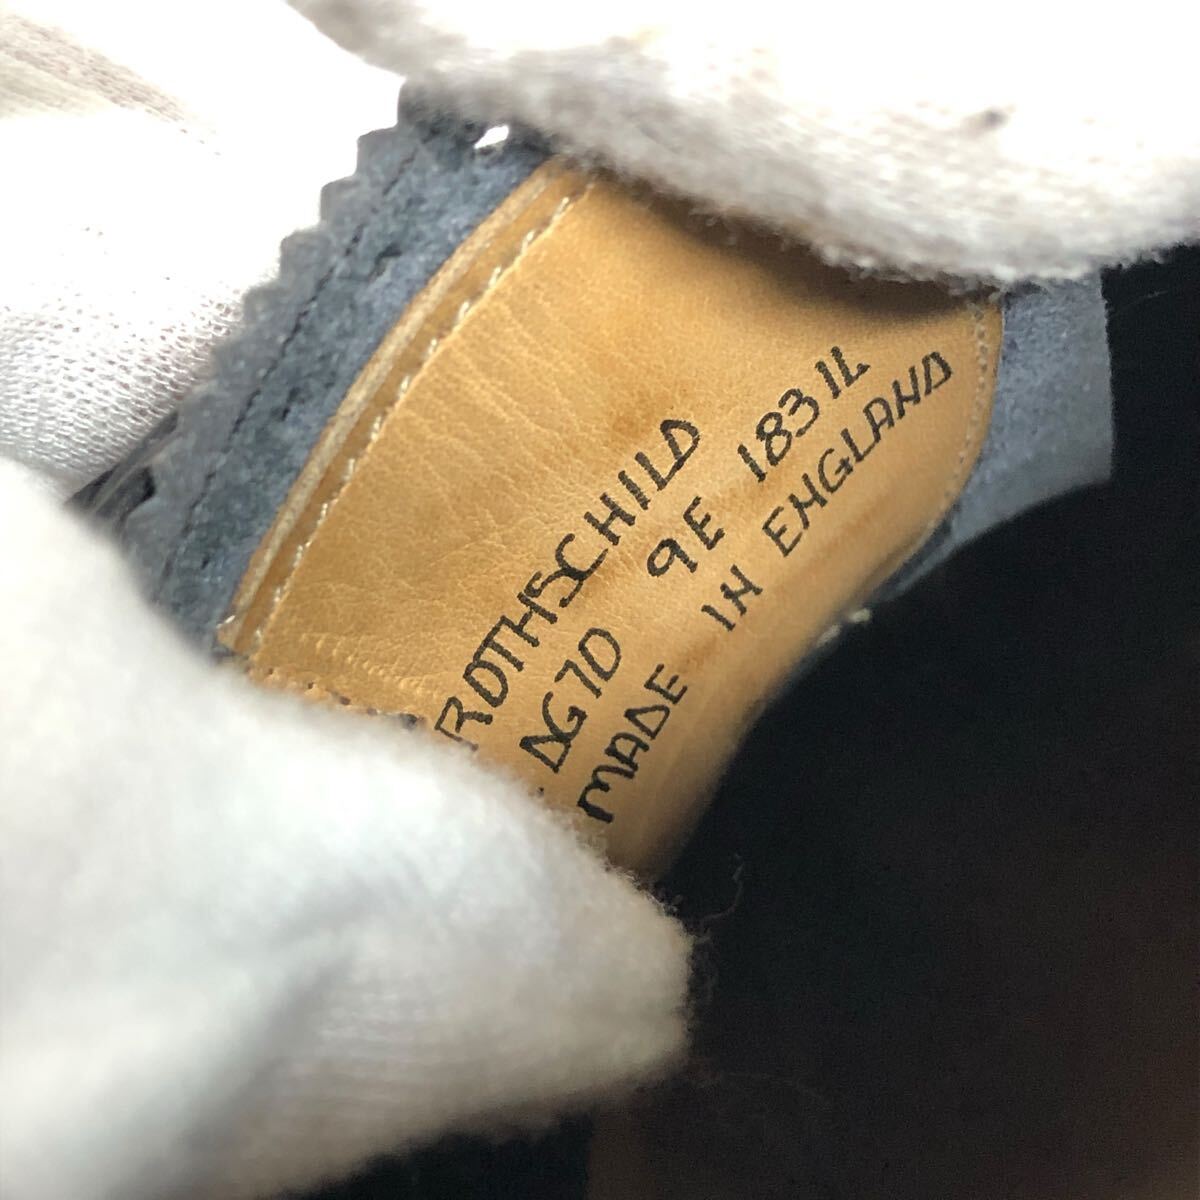 ROTHSCHILD
DG70 9E 1831L
MADE IN ENGLAND